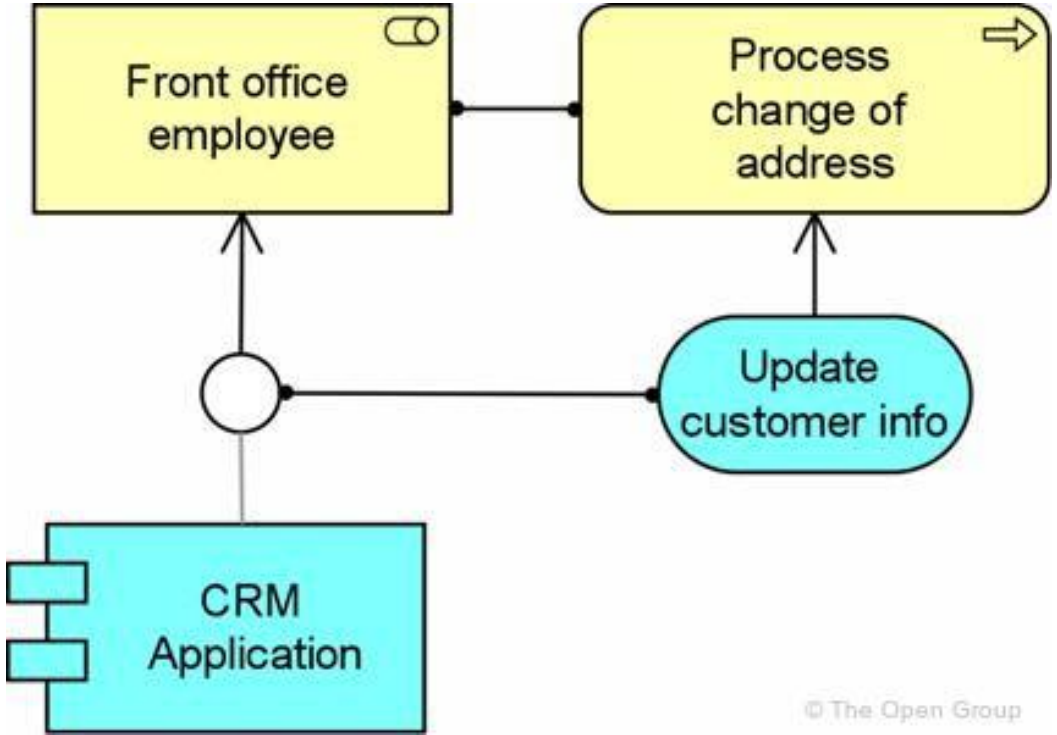 Front office
employee
Process
change of
address
Update
customer info
CRM
Application
© The Open Group